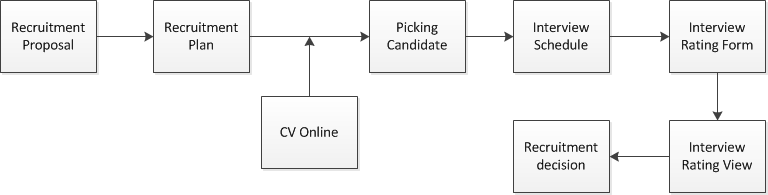 Recruitment
Proposal
Recruitment
Plan
Picking
Candidate
Interview
Schedule
Interview
Rating Form
CV Online
Recruitment
decision
Interview
Rating View